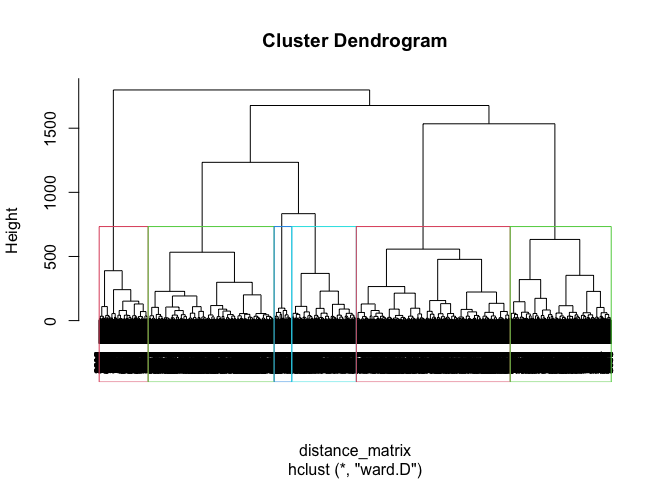 Cluster Dendrogram
Height
1500
1000
500
0
distance_matrix
hclust (*, "ward.D")